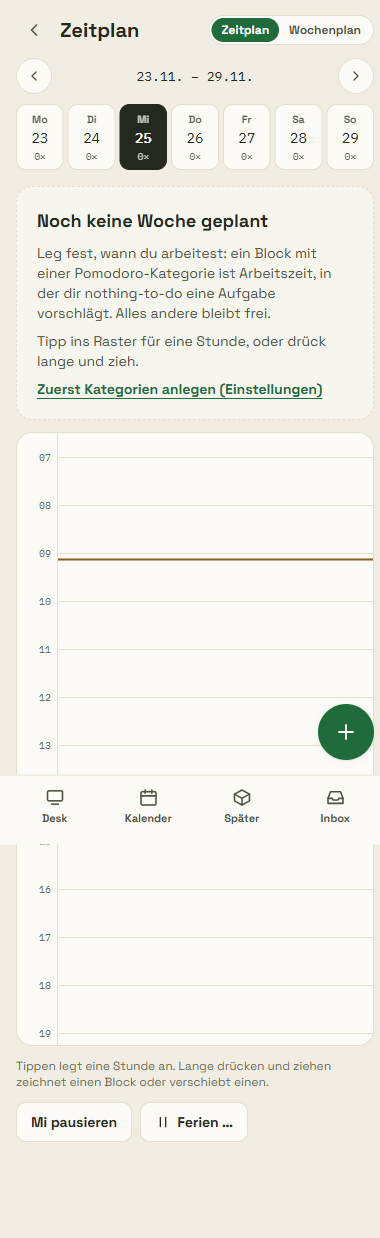 Zeitplan
Zeitplan Wochenplan
23.11. – 29.11.
Mo Di Mi Do Fr Sa So
23 24 25 26 27 28 29
0× 0× 0× 0× 0× 0× 0×
Noch keine Woche geplant
Leg fest, wann du arbeitest: ein Block mit
einer Pomodoro-Kategorie ist Arbeitszeit, in
der dir nothing-to-do eine Aufgabe
vorschlägt. Alles andere bleibt frei.
Tipp ins Raster für eine Stunde, oder drück
lange und zieh.
Zuerst Kategorien anlegen (Einstellungen)
07
08
09
10
11
12
13
Desk Kalender Später Inbox
16
17
18
19
Tippen legt eine Stunde an. Lange drücken und ziehen
zeichnet einen Block oder verschiebt einen.
Mi pausieren Ferien …